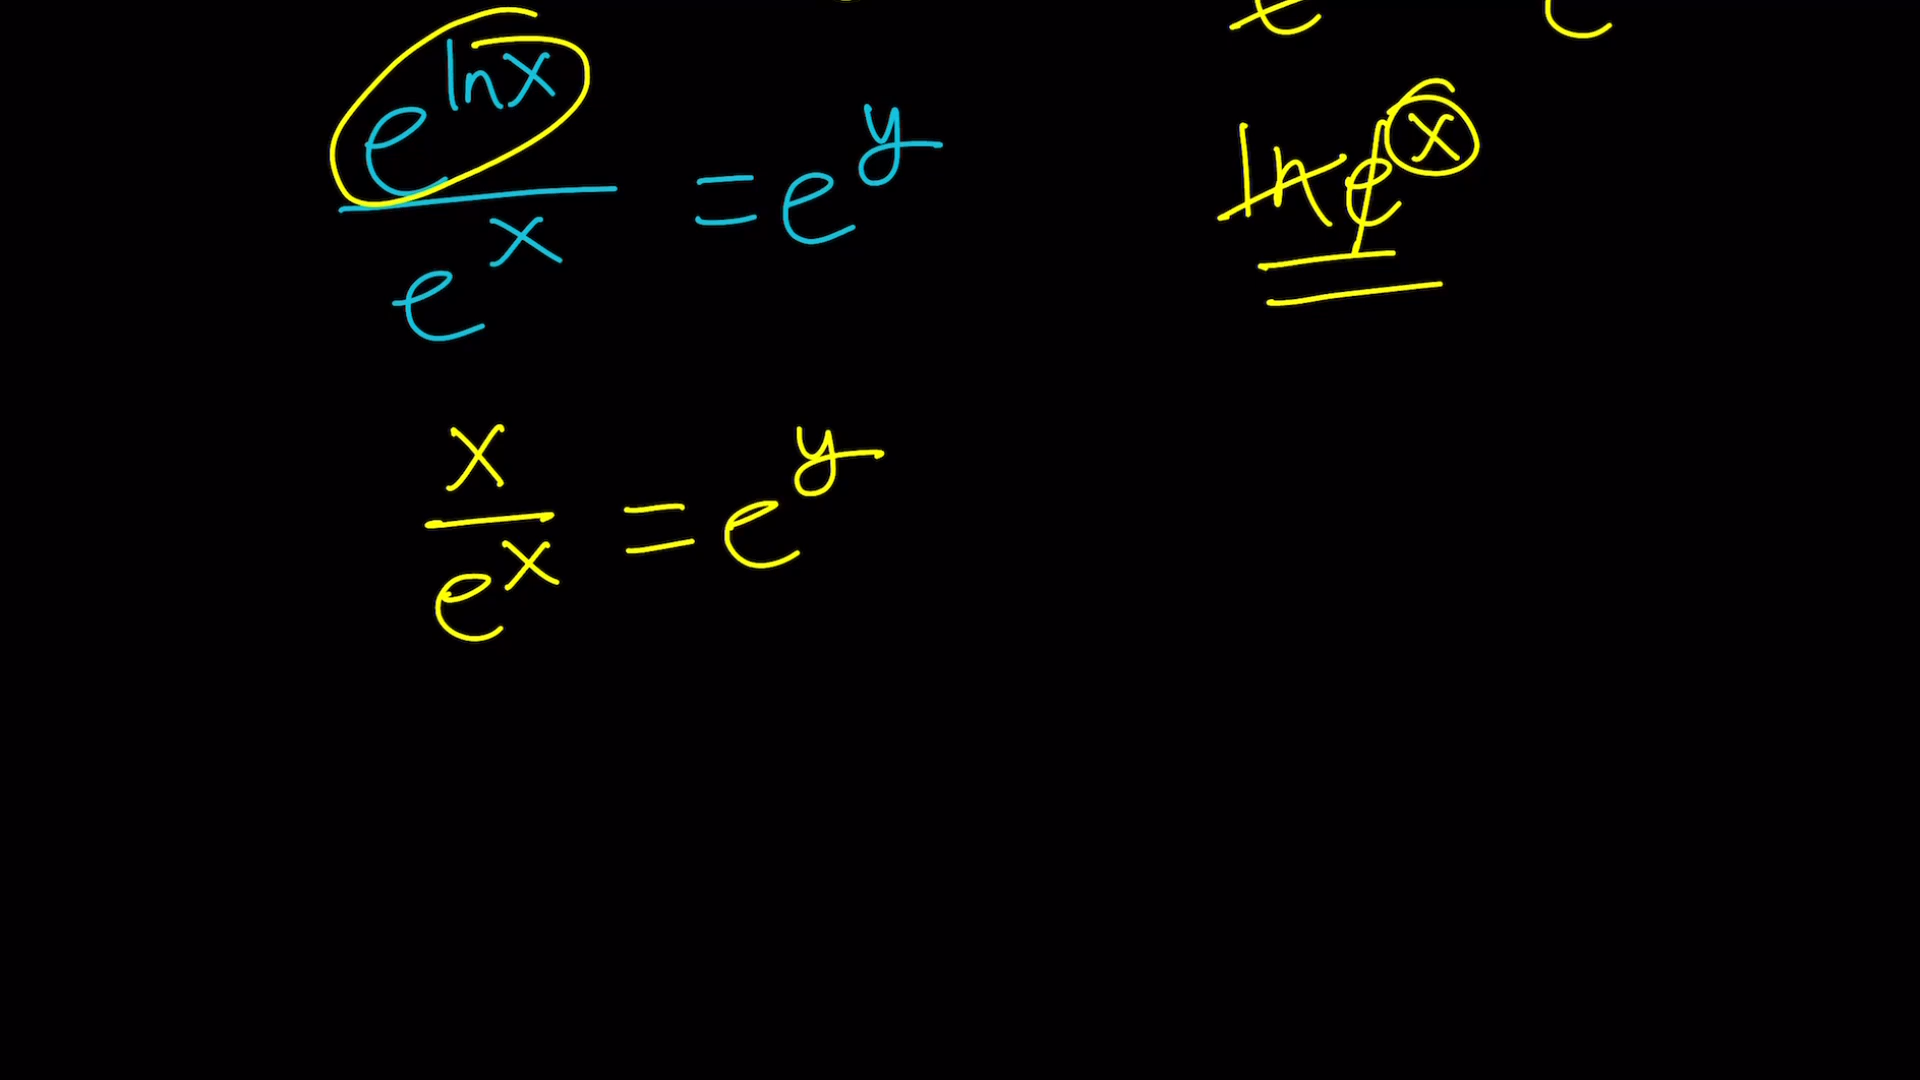 e^{ln x} / e^x = e^y
ln e^x
x / e^x = e^y